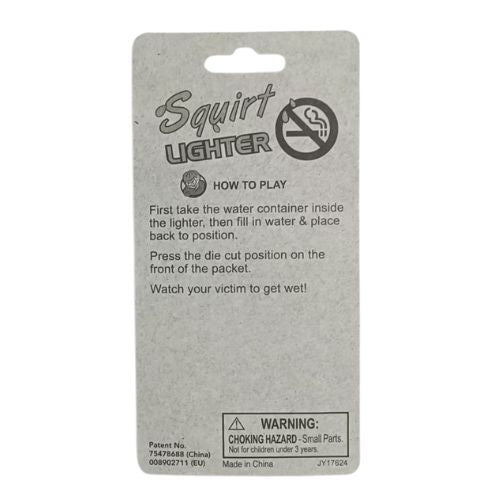 Squirt
LIGHTER
HOW TO PLAY
First take the water container inside
the lighter, then fill in water & place
back to position.
Press the die cut position on the
front of the packet.
Watch your victim to get wet!
WARNING:
CHOKING HAZARD - Small Parts.
Not for children under 3 years.
Patent No.
75478688 (China)
008902711 (EU)
Made in China
JY17624